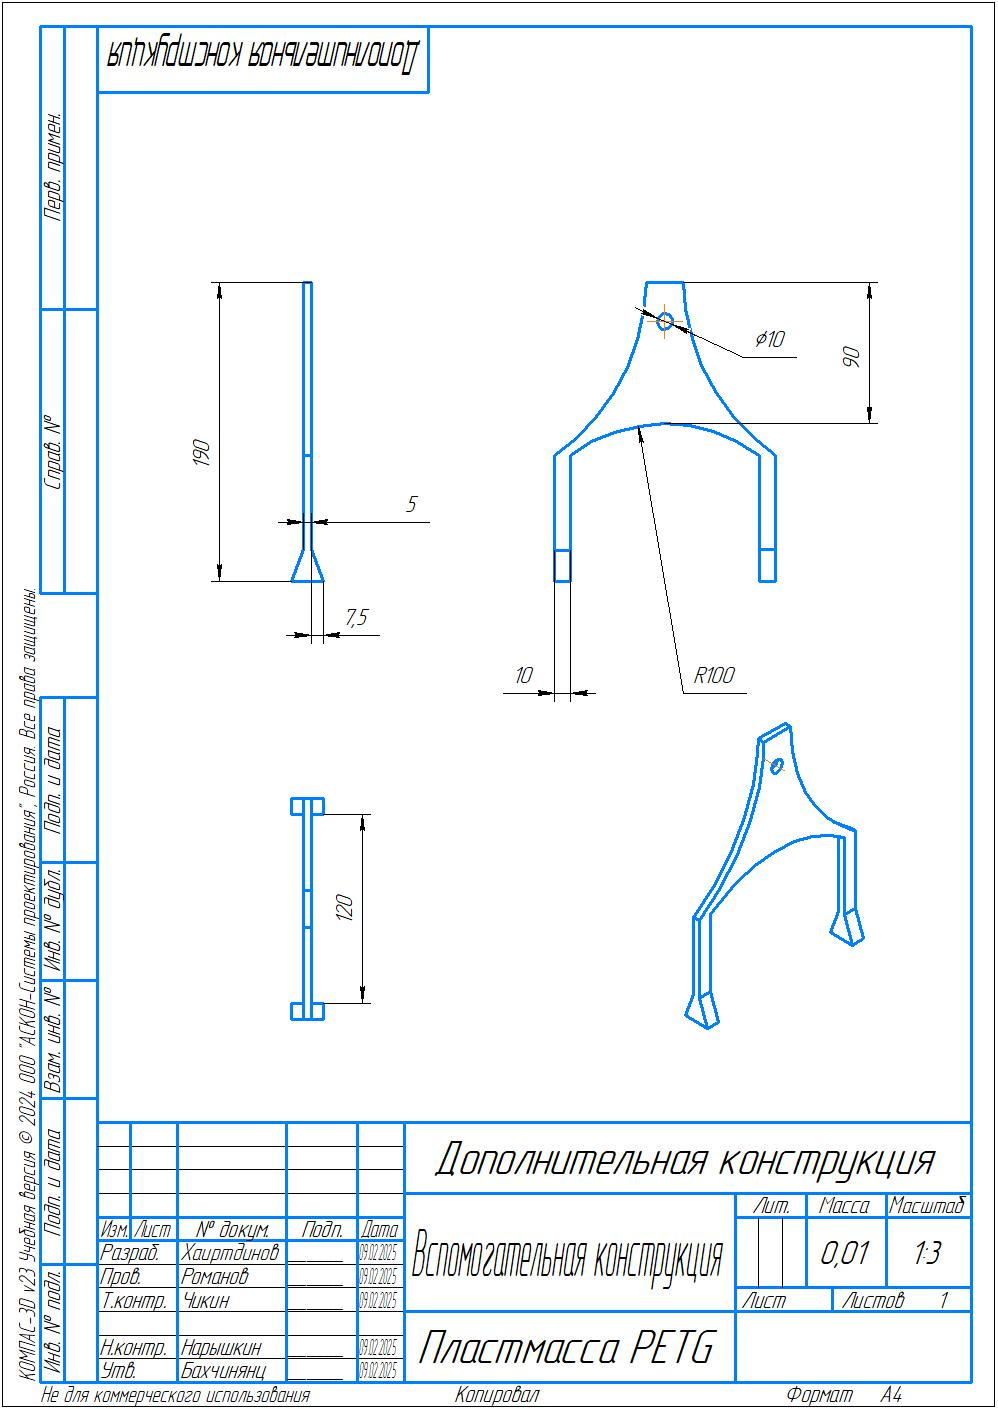 Дополнительная конструкция
Перв. примен.
Справ. №
Подп. и дата
Инв. № дубл.
Взам. инв. №
Подп. и дата
Инв. № подл.
КОМПАС-3D v23 Учебная версия © 2024 ООО "АСКОН-Системы проектирования", Россия. Все права защищены.
190
5
7,5
⌀10
90
10
R100
120
Дополнительная конструкция
Изм. Лист № докум. Подп. Дата
Разраб. Хаиртдинов 09.02.2025
Пров. Романов 09.02.2025
Т.контр. Чикин 09.02.2025
Н.контр. Нарышкин 09.02.2025
Утв. Бахчинянц 09.02.2025
Вспомогательная конструкция
Лит. Масса Масштаб
0,01 1:3
Лист Листов 1
Пластмасса PETG
Не для коммерческого использования Копировал Формат А4